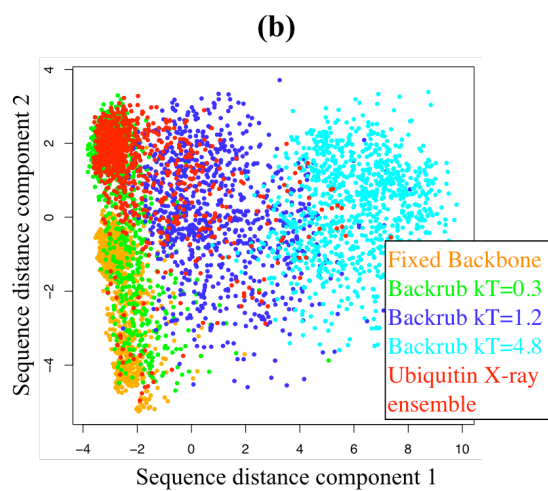 (b)
Sequence distance component 2
4
2
0
-2
-4
Fixed Backbone
Backrub kT=0.3
Backrub kT=1.2
Backrub kT=4.8
Ubiquitin X-ray
ensemble
-4 -2 0 2 4 6 8 10
Sequence distance component 1